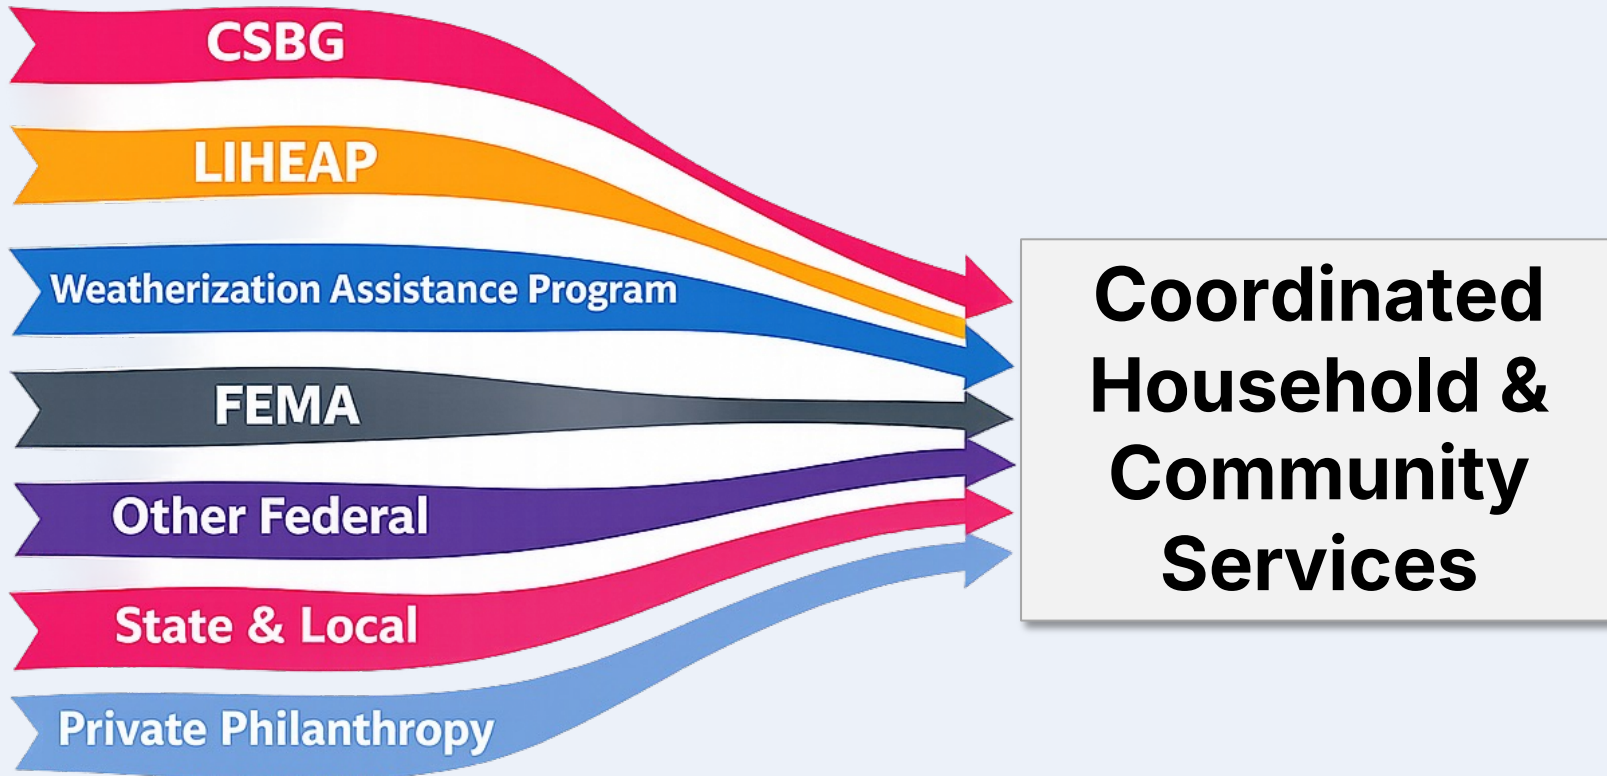 CSBG
LIHEAP
Weatherization Assistance Program
FEMA
Other Federal
State & Local
Private Philanthropy
Coordinated
Household &
Community
Services